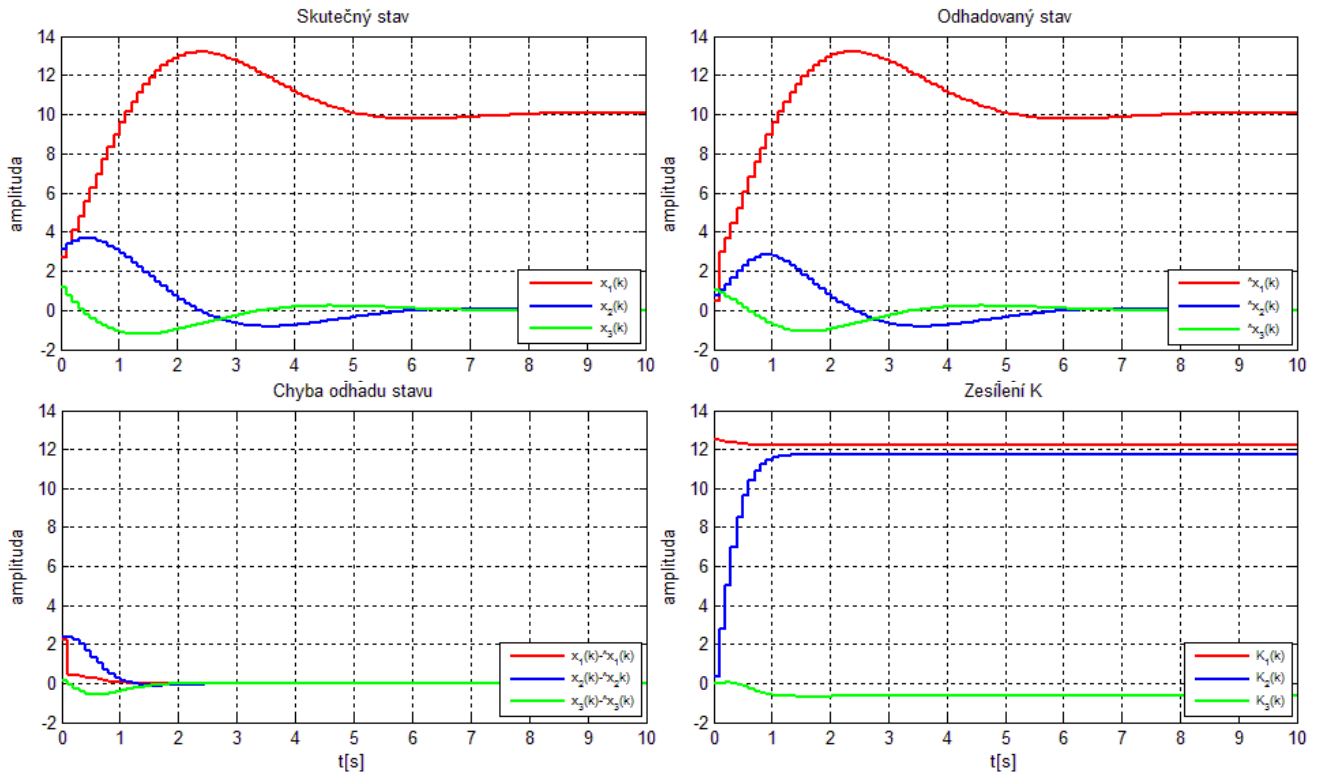 Skutečný stav
amplituda
14
12
10
8
6
4
2
0
-2
0 1 2 3 4 5 6 7 8 9 10
x1(k)
x2(k)
x3(k)
Odhadovaný stav
amplituda
14
12
10
8
6
4
2
0
-2
0 1 2 3 4 5 6 7 8 9 10
^x1(k)
^x2(k)
^x3(k)
Chyba odhadu stavu
amplituda
14
12
10
8
6
4
2
0
-2
0 1 2 3 4 5 6 7 8 9 10
t[s]
x1(k)-^x1(k)
x2(k)-^x2k)
x3(k)-^x3(k)
Zesílení K
amplituda
14
12
10
8
6
4
2
0
-2
0 1 2 3 4 5 6 7 8 9 10
t[s]
K1(k)
K2(k)
K3(k)